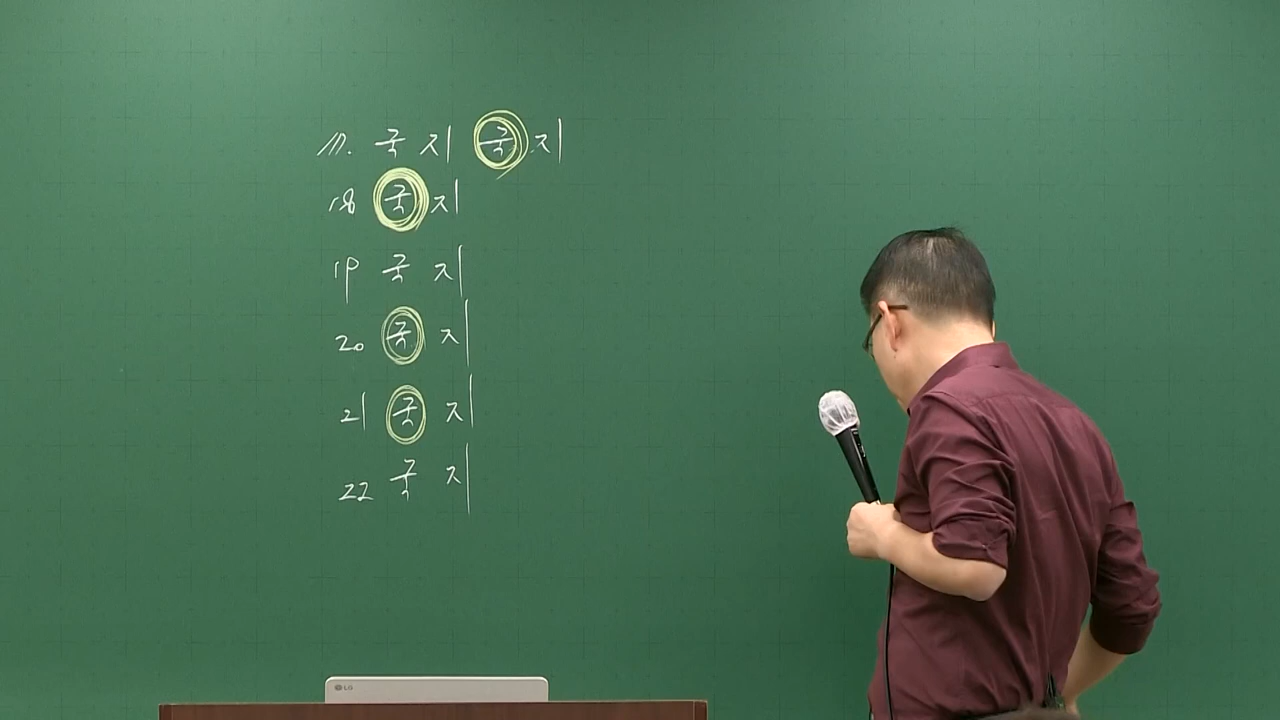 17. 국 지 국 지
18 국 지
19 국 지
20 국 지
21 국 지
22 국 지
LG